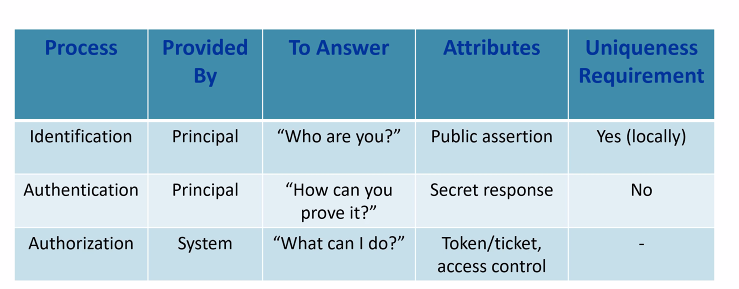 Process Provided By To Answer Attributes Uniqueness Requirement
Identification Principal “Who are you?” Public assertion Yes (locally)
Authentication Principal “How can you prove it?” Secret response No
Authorization System “What can I do?” Token/ticket, access control -